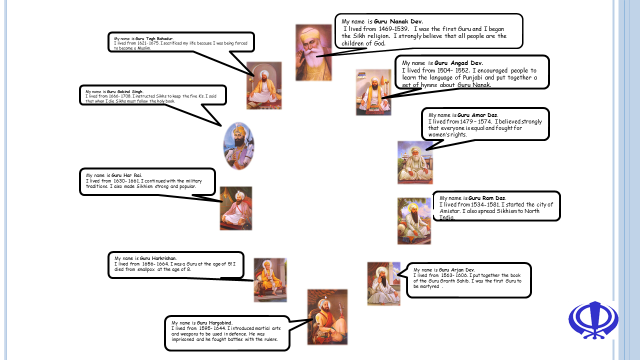 My name is Guru Nanak Dev.
I lived from 1469-1539. I was the first Guru and I began
the Sikh religion. I strongly believe that all people are the
children of God.
My name is Guru Angad Dev.
I lived from 1504– 1552. I encouraged people to
learn the language of Punjabi and put together a
set of hymns about Guru Nanak.
My name is Guru Amar Das.
I lived from 1479 – 1574. I believed strongly
that everyone is equal and fought for
women's rights.
My name is Guru Ram Das.
I lived from 1534-1581. I started the city of
Amistar. I also spread Sikhism to North
India.
My name is Guru Arjan Dev.
I lived from 1563- 1606. I put together the book
of the Guru Granth Sahib. I was the first Guru to
be martyred .
My name is Guru Hargobind.
I lived from 1595- 1644. I introduced martial arts
and weapons to be used in defence. He was
imprisoned and he fought battles with the rulers.
My name is Guru Harkrishan.
I lived from 1656- 1664. I was a Guru at the age of 5! I
died from smallpox at the age of 8.
My name is Guru Har Rai.
I lived from 1630- 1661. I continued with the military
traditions. I also made Sikhism strong and popular.
My name is Guru Gobind Singh.
I lived from 1666-1708. I instructed Sikhs to keep the five Ks. I said
that when I die Sikhs must follow the holy book.
My name is Guru Tegh Bahadur
I lived from 1621-1675. I sacrificed my life because I was being forced
to become a Muslim.